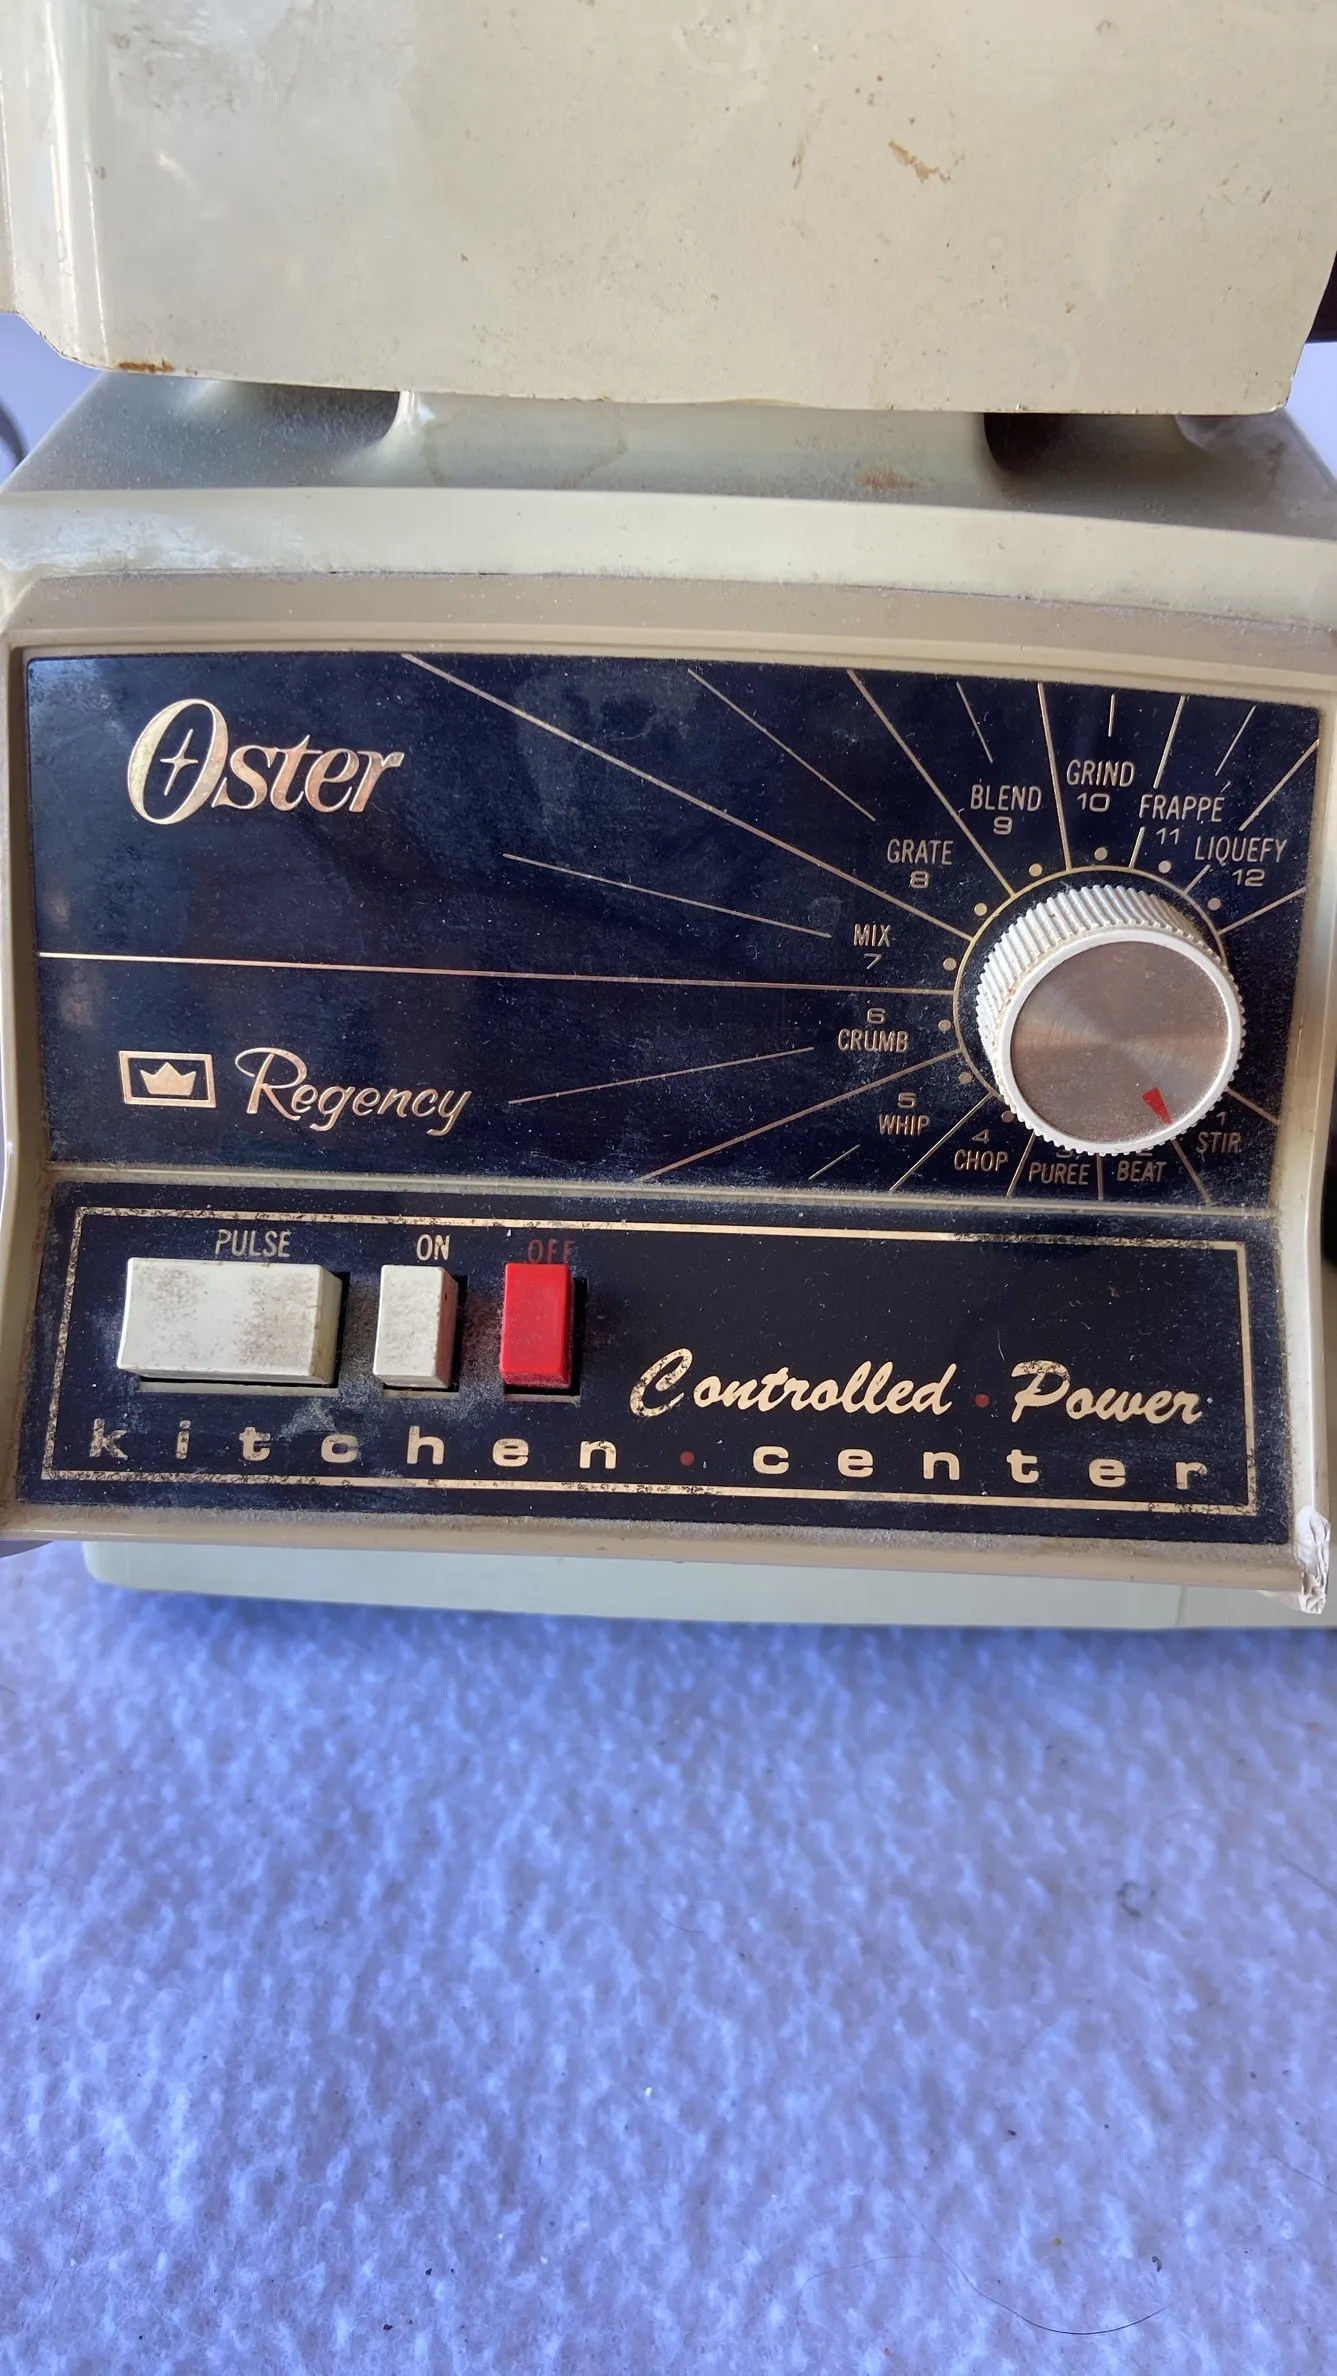 Oster
GRIND
10
BLEND
9
FRAPPÉ
11
LIQUEFY
12
GRATE
8
MIX
7
6
CRUMB
5
WHIP
4
CHOP
PUREE
BEAT
1
STIR
Regency
PULSE ON OFF
Controlled • Power
kitchen • center